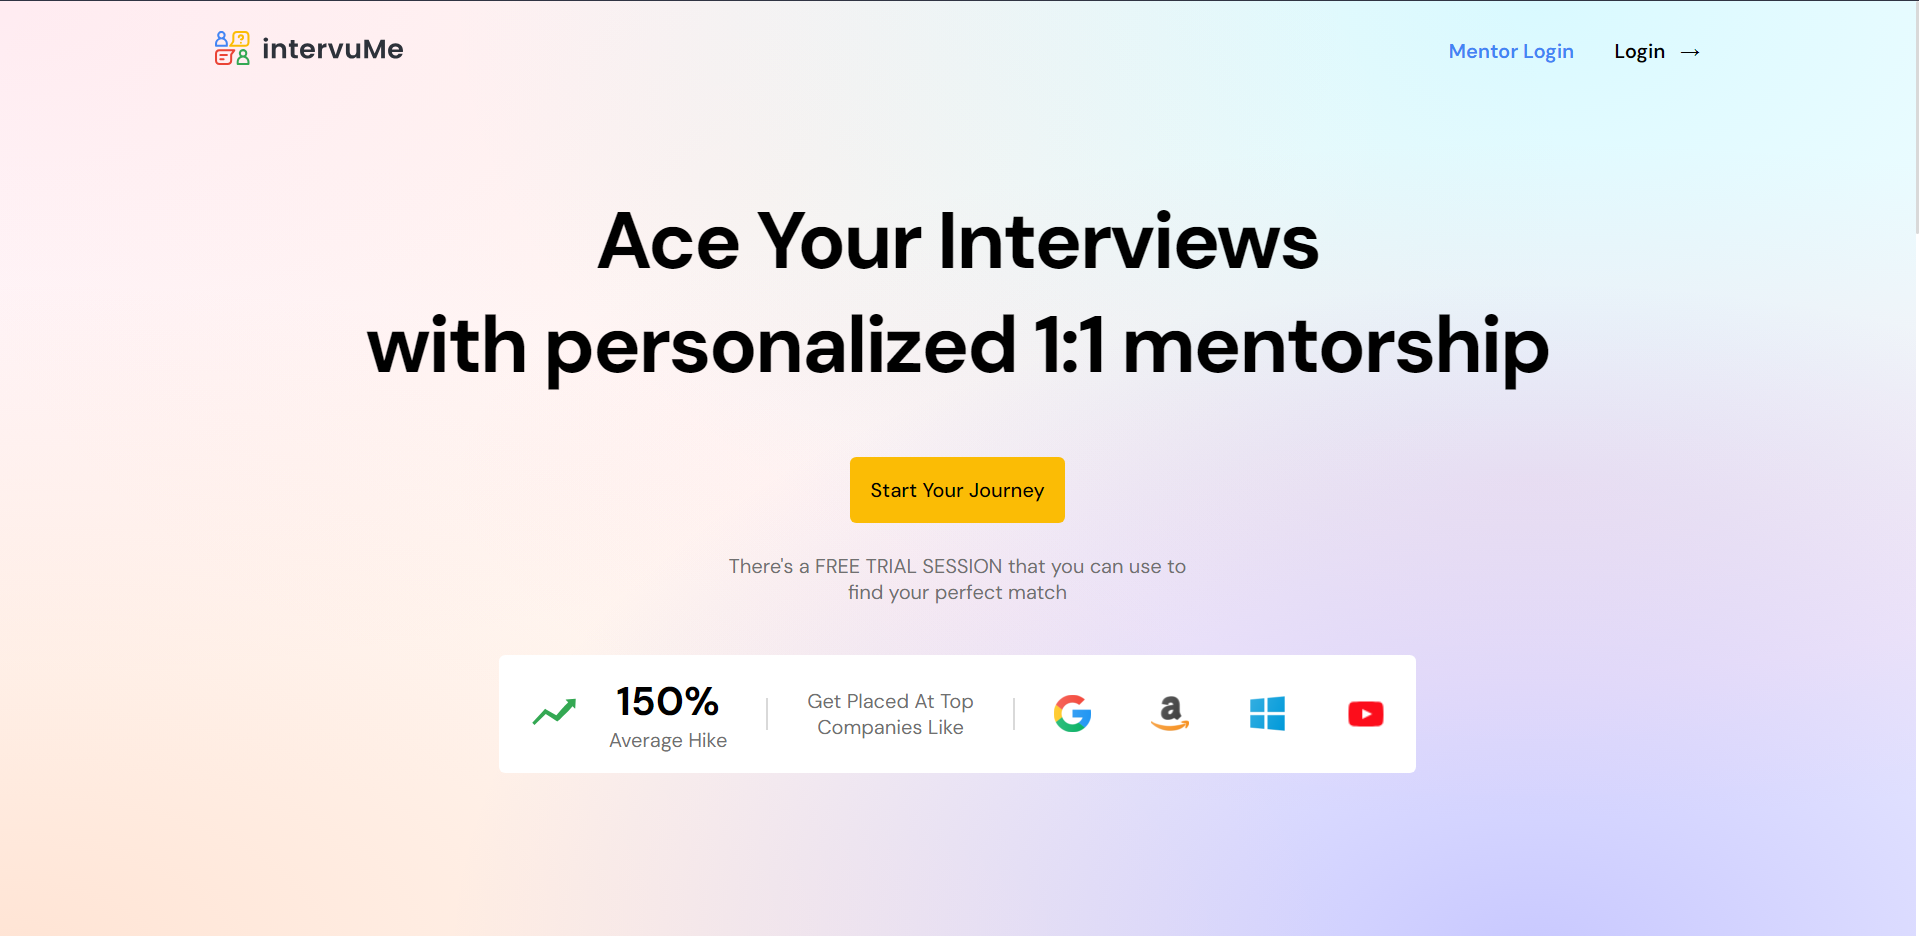 intervuMe
Mentor Login
Login →
Ace Your Interviews
with personalized 1:1 mentorship
Start Your Journey
There's a FREE TRIAL SESSION that you can use to
find your perfect match
150%
Average Hike
Get Placed At Top
Companies Like